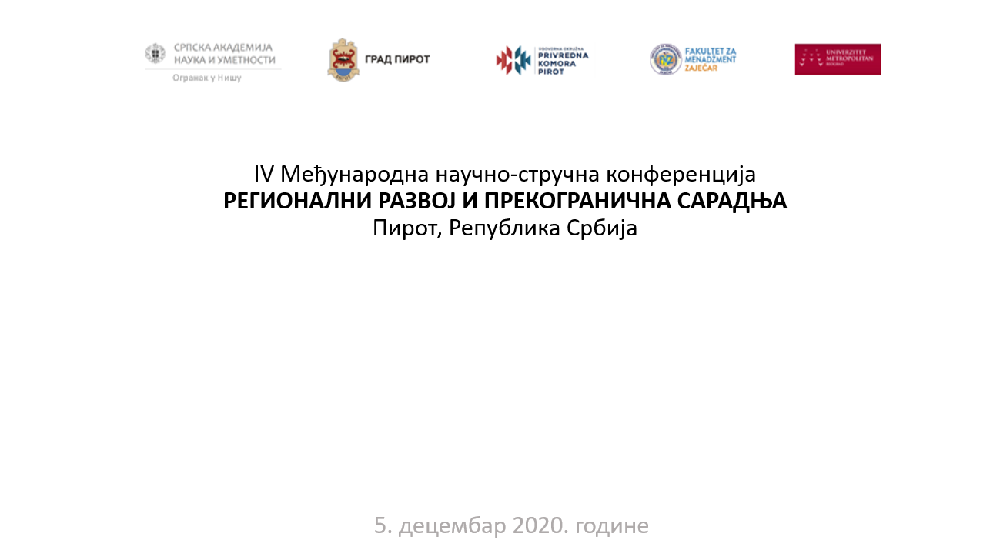 СРПСКА АКАДЕМИЈА
НАУКА И УМЕТНОСТИ
Огранак у Нишу
ГРАД ПИРОТ
PRIVREDNA
KOMORA
PIROT
FAKULTET ZA
MENADŽMENT
ZAJEČAR
UNIVERZITET
METROPOLITAN
BEOGRAD
IV Међународна научно-стручна конференција
РЕГИОНАЛНИ РАЗВОЈ И ПРЕКОГРАНИЧНА САРАДЊА
Пирот, Република Србија
5. децембар 2020. године